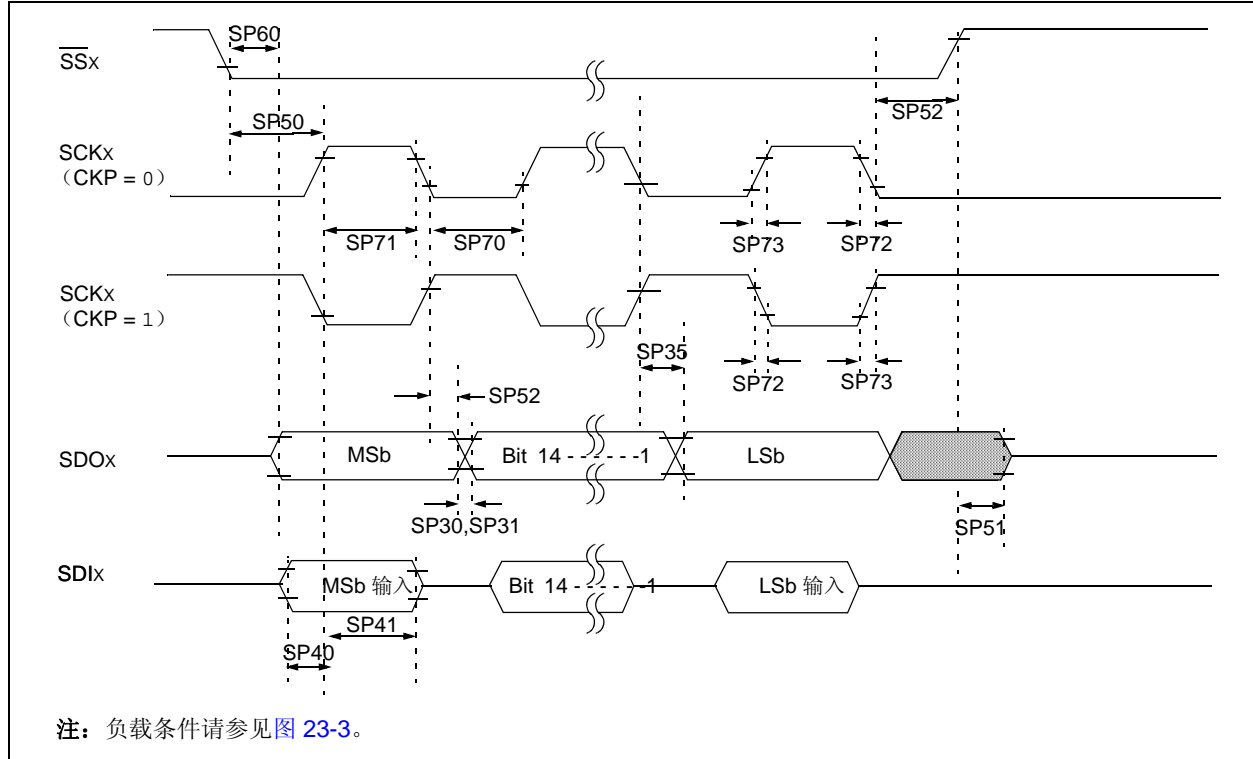 SP60
SSX
SP50
SP52
SCKX
（CKP = 0）
SP71
SP70
SP73
SP72
SCKX
（CKP = 1）
SP35
SP72
SP73
SP52
SDOX
MSb
Bit 14 - - - - - -1
LSb
SP30,SP31
SP51
SDIX
MSb 输入
Bit 14 - - - - - -1
LSb 输入
SP41
SP40
注：负载条件请参见图 23-3。